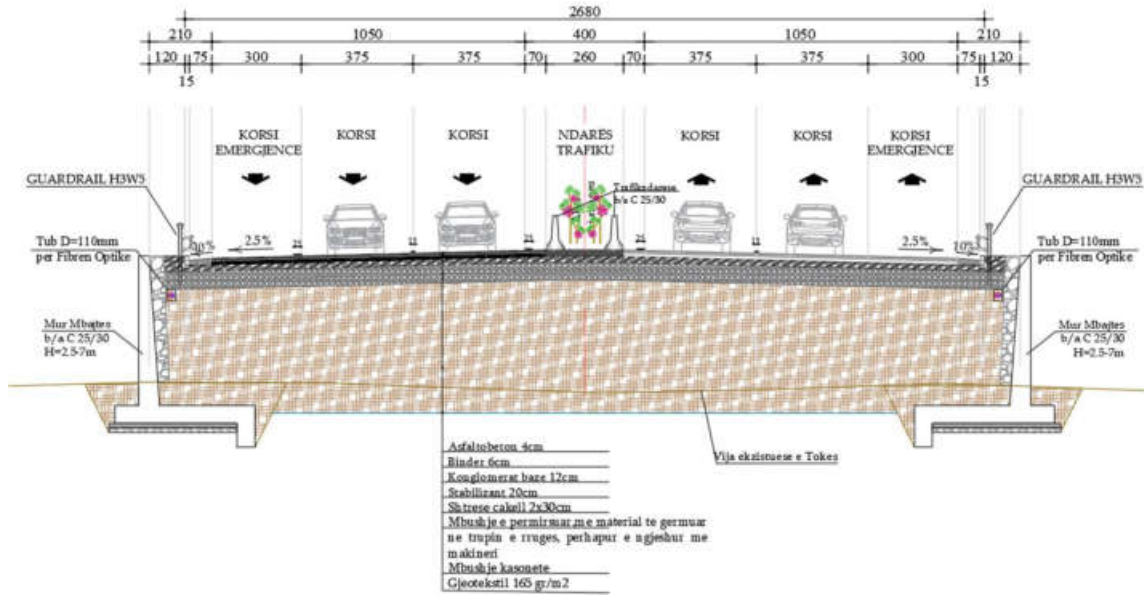 2680
210 1050 400 1050 210
120 75 300 375 375 70 260 70 375 375 300 75 120
15 15
KORSI
EMERGJENCE
KORSI
KORSI
NDARËS
TRAFIKU
KORSI
KORSI
KORSI
EMERGJENCE
GUARDRAIL H3W5
GUARDRAIL H3W5
Trafikndarese
b/a C 25/30
Tub D=110mm
per Fibren Optike
10%
2.5%
2.5%
10%
Tub D=110mm
per Fibren Optike
Mur Mbajtes
b/a C 25/30
H=2.5-7m
Mur Mbajtes
b/a C 25/30
H=2.5-7m
Asfaltobeton 4cm
Binder 6cm
Konglomerat baze 12cm
Stabilizant 20cm
Shtrese cakell 2x30cm
Mbushje e permirsuar,me material te germuar
ne trupin e rruges, perhapur e ngjeshur me
makineri
Mbushje kasonete
Gjeotekstil 165 gr/m2
Vija ekzistuese e Tokes